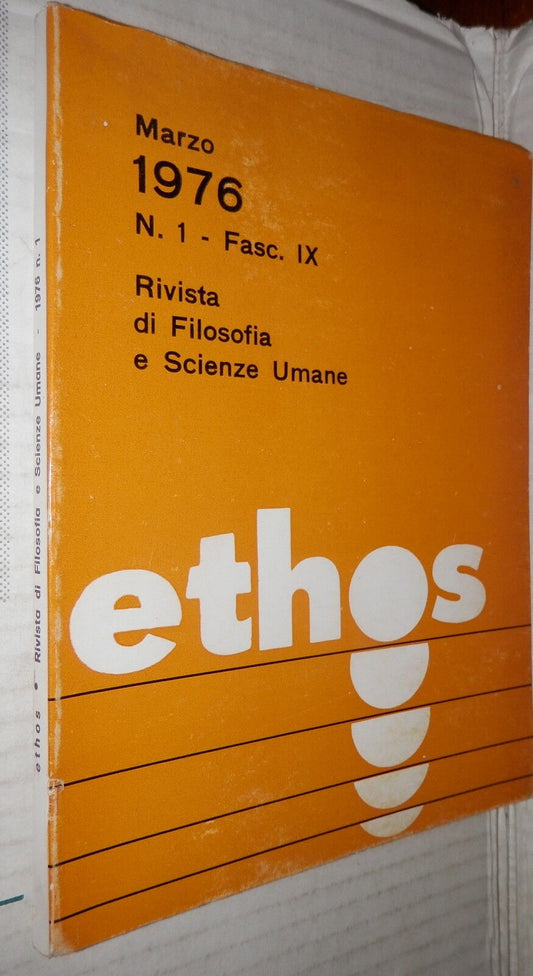 Marzo
1976
N. 1 - Fasc. IX
Rivista
di Filosofia
e Scienze Umane
ethos
ethos • Rivista di Filosofia e Scienze Umane - 1976 n. 1